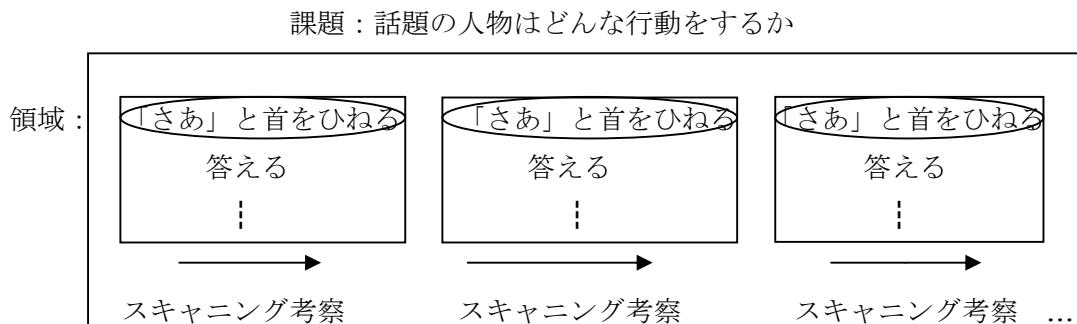 課題：話題の人物はどんな行動をするか
領域： 「さあ」と首をひねる 「さあ」と首をひねる 「さあ」と首をひねる
答える 答える 答える
スキャニング考察 スキャニング考察 スキャニング考察 …